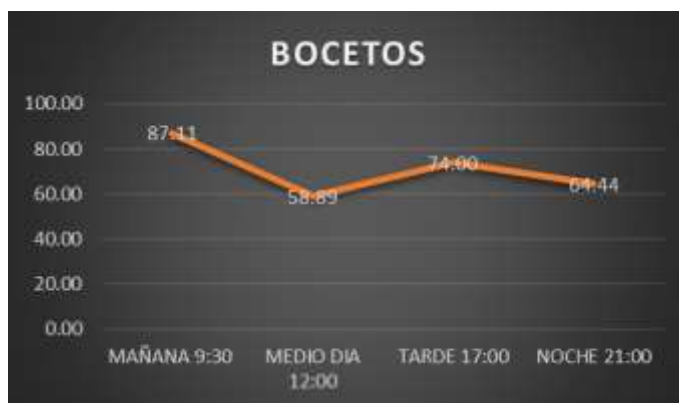 BOCETOS
100.00
80.00
60.00
40.00
20.00
0.00
87.11
58.89
74.00
64.44
MAÑANA 9:30
MEDIO DIA
12:00
TARDE 17:00
NOCHE 21:00